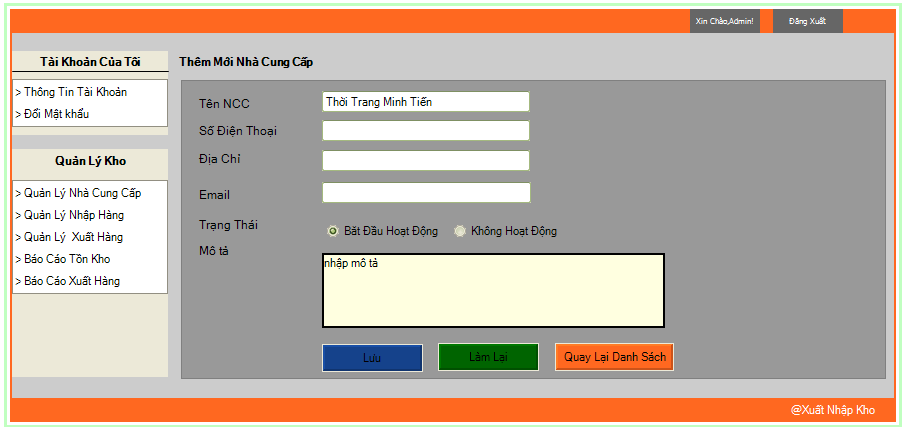 Xin Chào,Admin! Đăng Xuất
Tài Khoản Của Tôi
> Thông Tin Tài Khoản
> Đổi Mật khẩu
Quản Lý Kho
> Quản Lý Nhà Cung Cấp
> Quản Lý Nhập Hàng
> Quản Lý Xuất Hàng
> Báo Cáo Tồn Kho
> Báo Cáo Xuất Hàng
Thêm Mới Nhà Cung Cấp
Tên NCC Thời Trang Minh Tiến
Số Điện Thoại
Địa Chỉ
Email
Trạng Thái Bắt Đầu Hoạt Động Không Hoạt Động
Mô tả
nhập mô tả
Lưu Làm Lại Quay Lại Danh Sách
@Xuất Nhập Kho